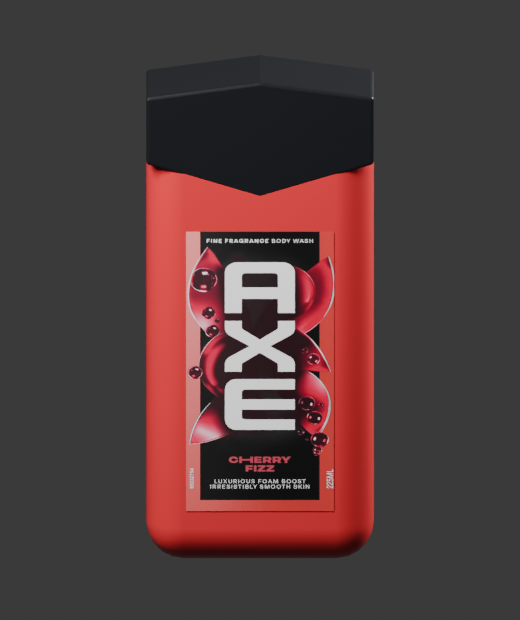 FINE FRAGRANCE BODY WASH
AXE
CHERRY
FIZZ
LUXURIOUS FOAM BOOST
IRRESISTIBLY SMOOTH SKIN
225ML